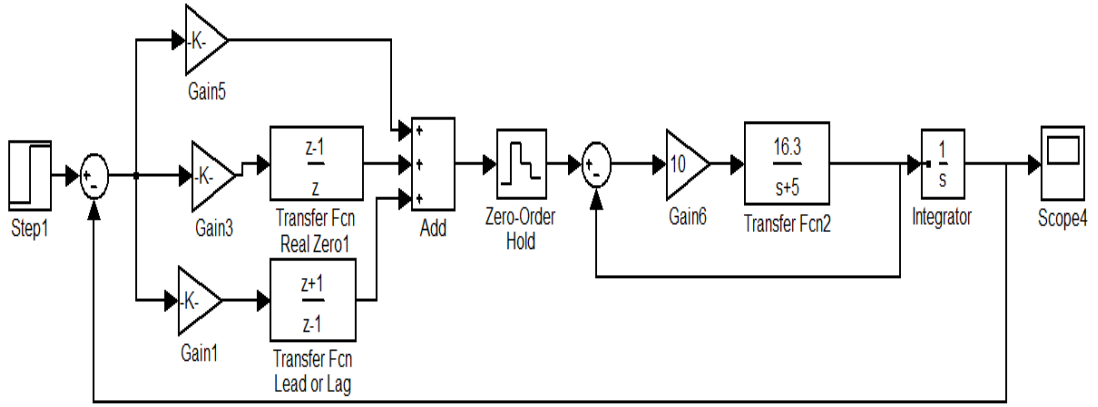 -K-
Gain5
+
-
Step1
-K-
Gain3
z-1
z
Transfer Fcn
Real Zero1
-K-
Gain1
z+1
z-1
Transfer Fcn
Lead or Lag
+
+
+
Add
Zero-Order
Hold
+
-
10
Gain6
16.3
s+5
Transfer Fcn2
1
s
Integrator
Scope4